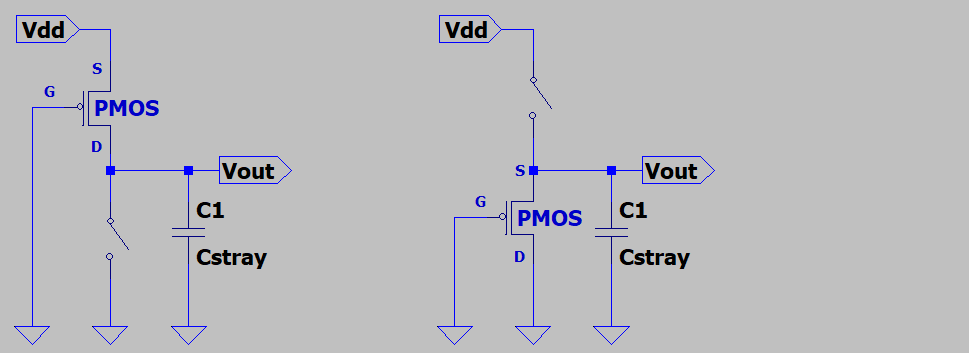 Vdd
S
G
PMOS
D
Vout
C1
Cstray
Vdd
S
Vout
G
PMOS
C1
D
Cstray